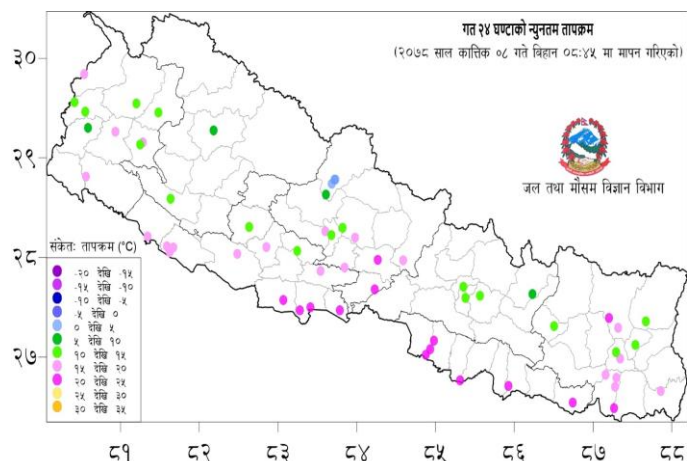 गत २४ घण्टाको न्युनतम तापक्रम
(२०७८ साल कात्तिक ०८ गते बिहान ०८:४५ मा मापन गरिएको)
जल तथा मौसम विज्ञान विभाग
३०
२९
२८
२७
संकेतः तापक्रम (°C)
-२० देखि -१५
-१५ देखि -१०
-१० देखि -५
-५ देखि ०
० देखि ५
५ देखि १०
१० देखि १५
१५ देखि २०
२० देखि २५
२५ देखि ३०
३० देखि ३५
८१ ८२ ८३ ८४ ८५ ८६ ८७ ८८